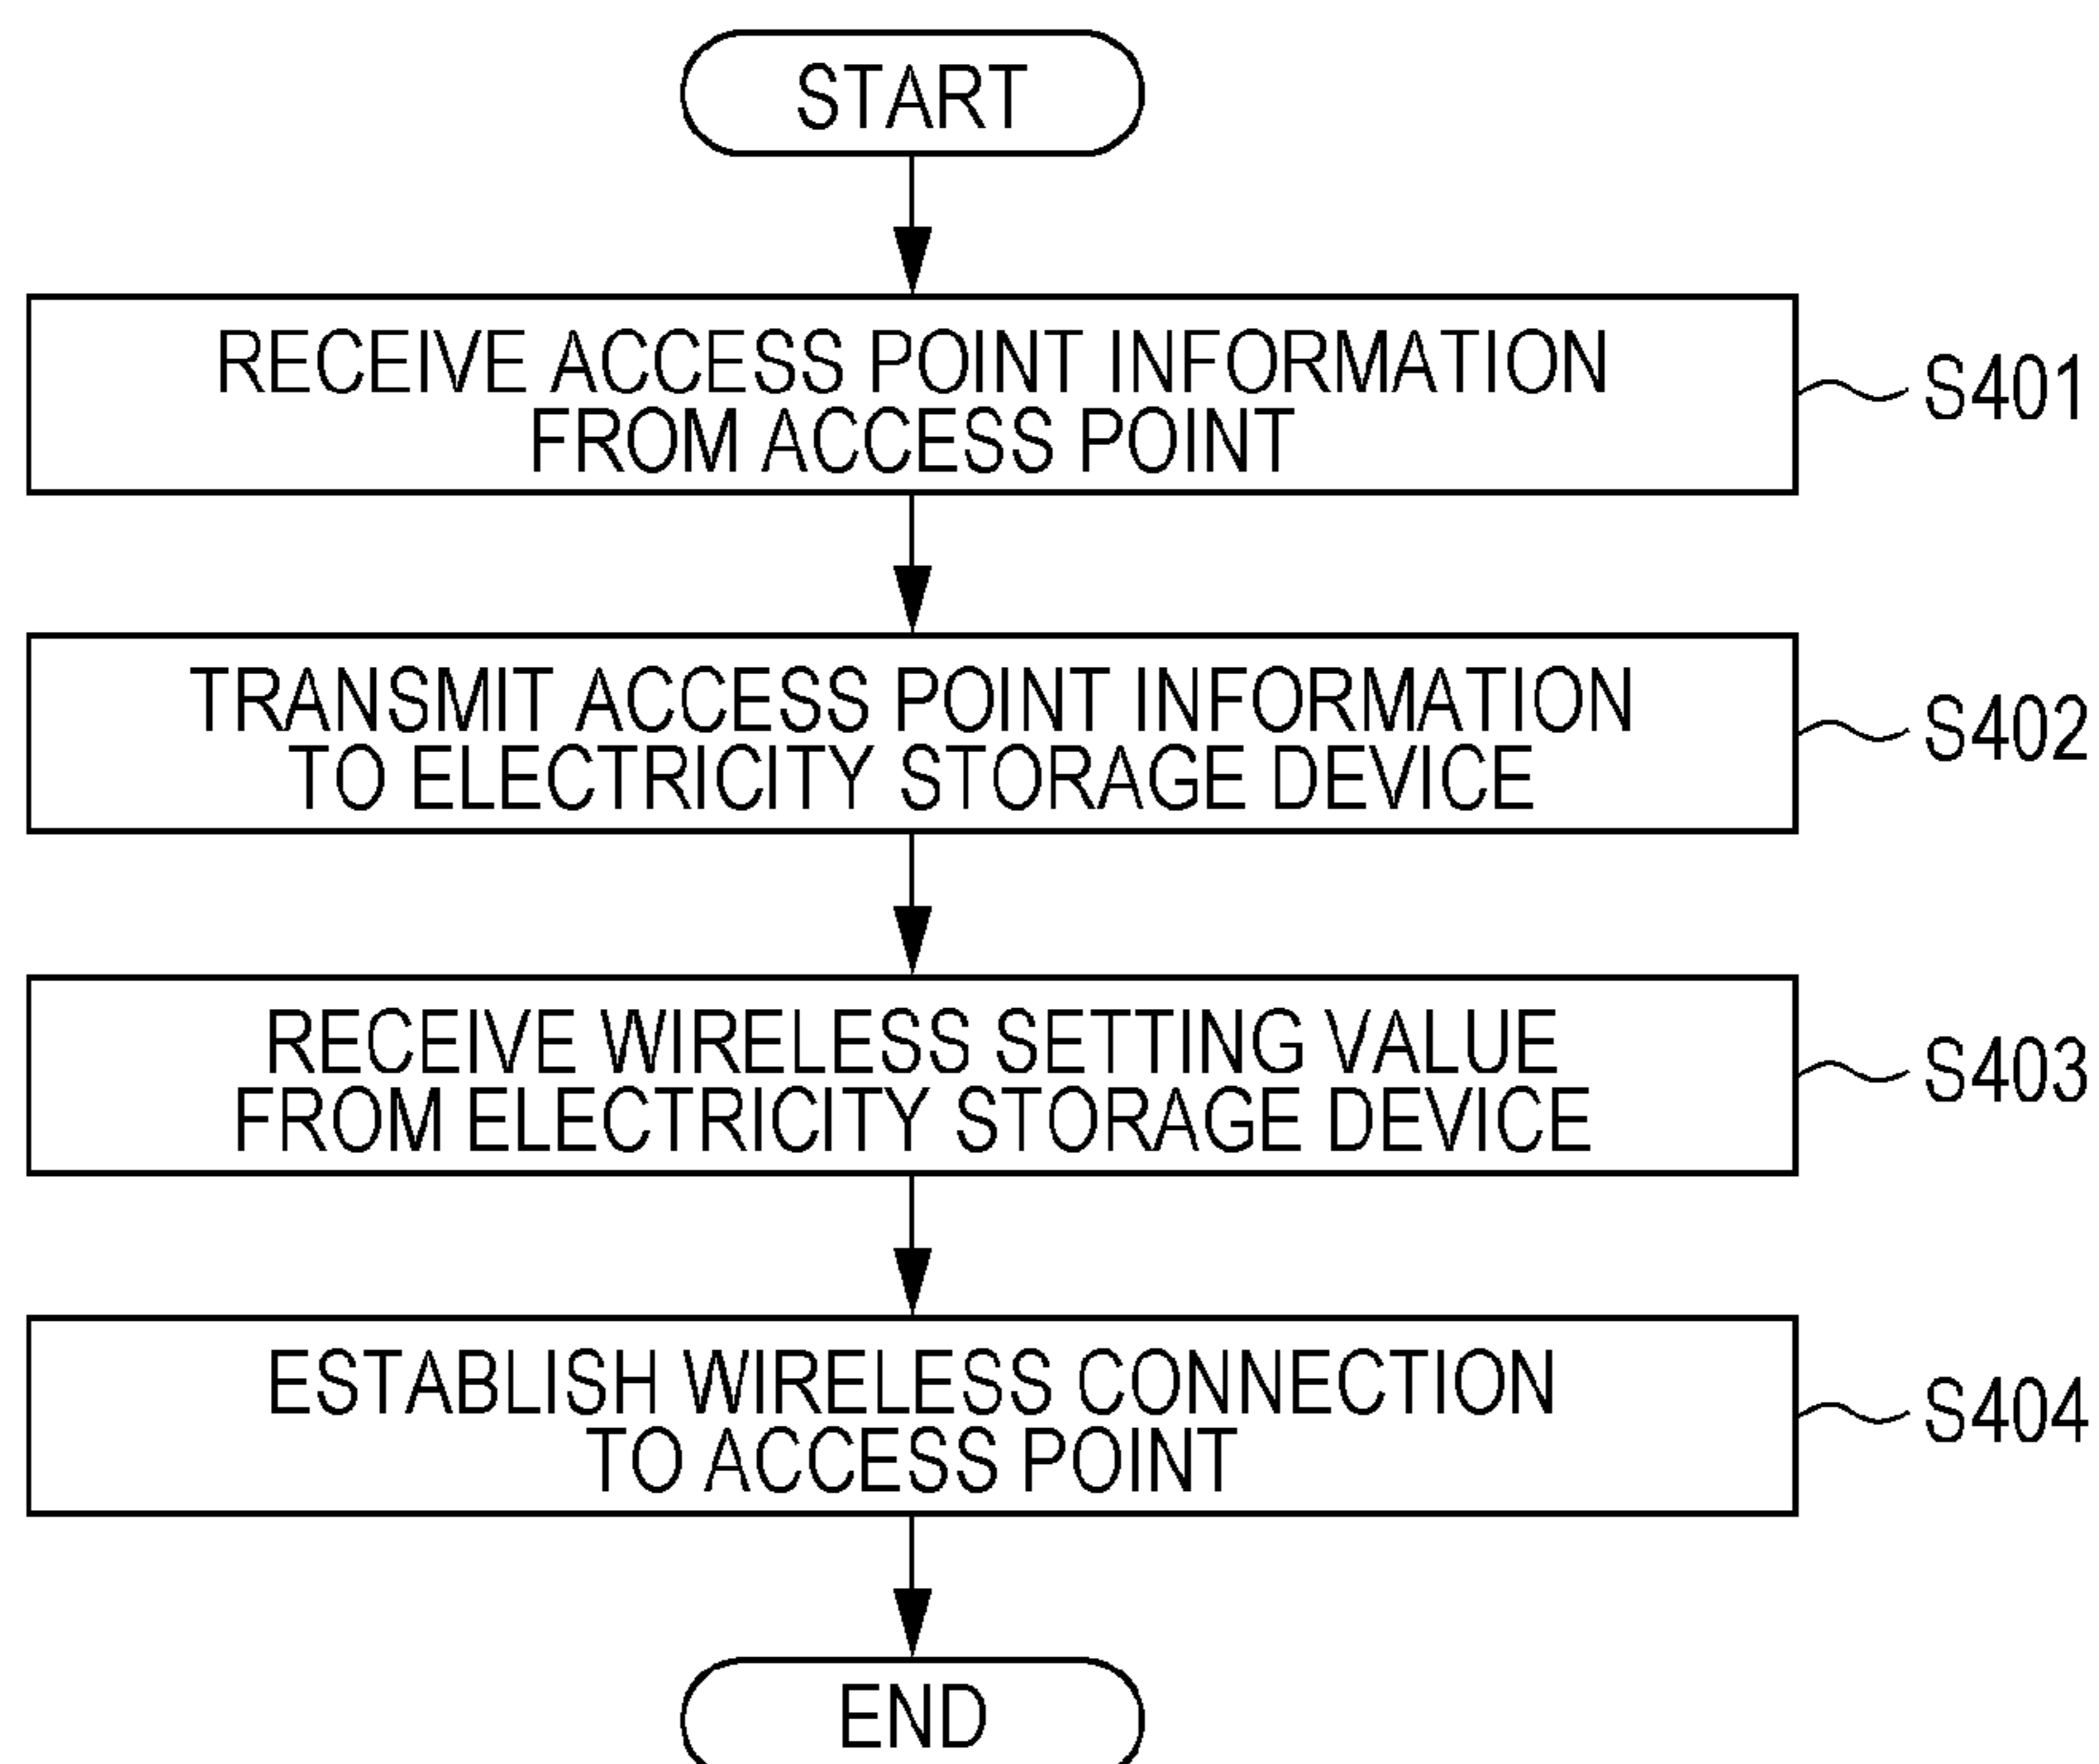 START
RECEIVE ACCESS POINT INFORMATION
FROM ACCESS POINT
S401
TRANSMIT ACCESS POINT INFORMATION
TO ELECTRICITY STORAGE DEVICE
S402
RECEIVE WIRELESS SETTING VALUE
FROM ELECTRICITY STORAGE DEVICE
S403
ESTABLISH WIRELESS CONNECTION
TO ACCESS POINT
S404
END